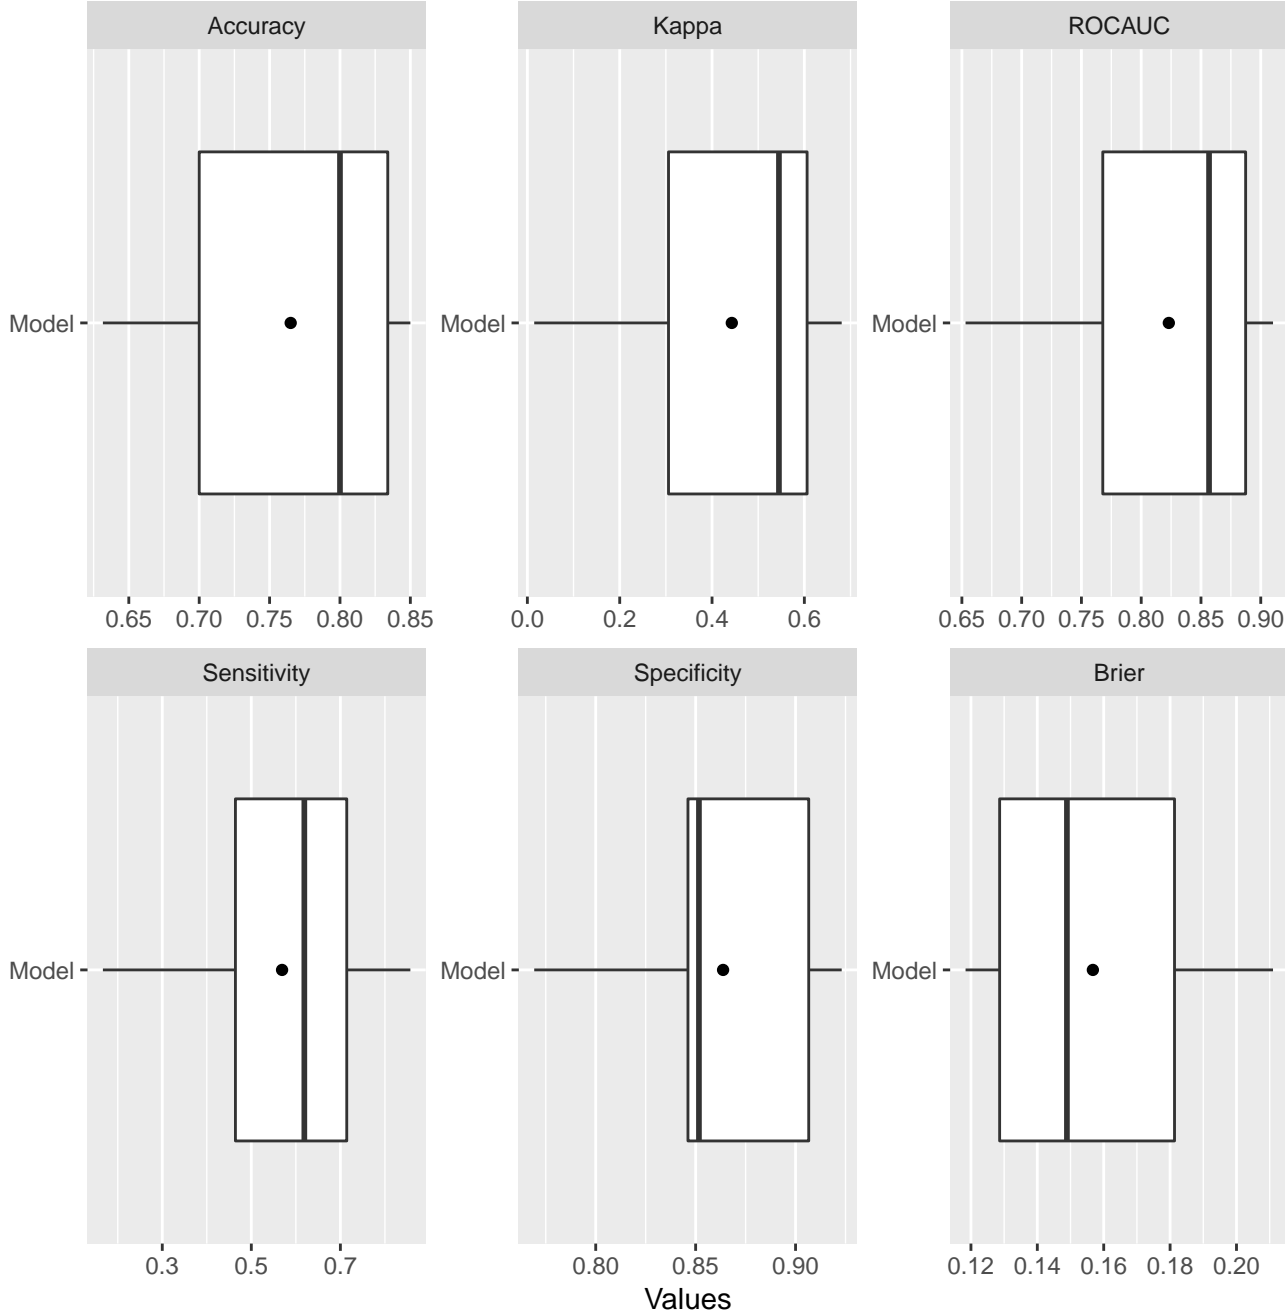 Accuracy Kappa ROCAUC
Model Model Model
0.65 0.70 0.75 0.80 0.85 0.0 0.2 0.4 0.6 0.65 0.70 0.75 0.80 0.85 0.90
Sensitivity Specificity Brier
Model Model Model
0.3 0.5 0.7 0.80 0.85 0.90 0.12 0.14 0.16 0.18 0.20
Values